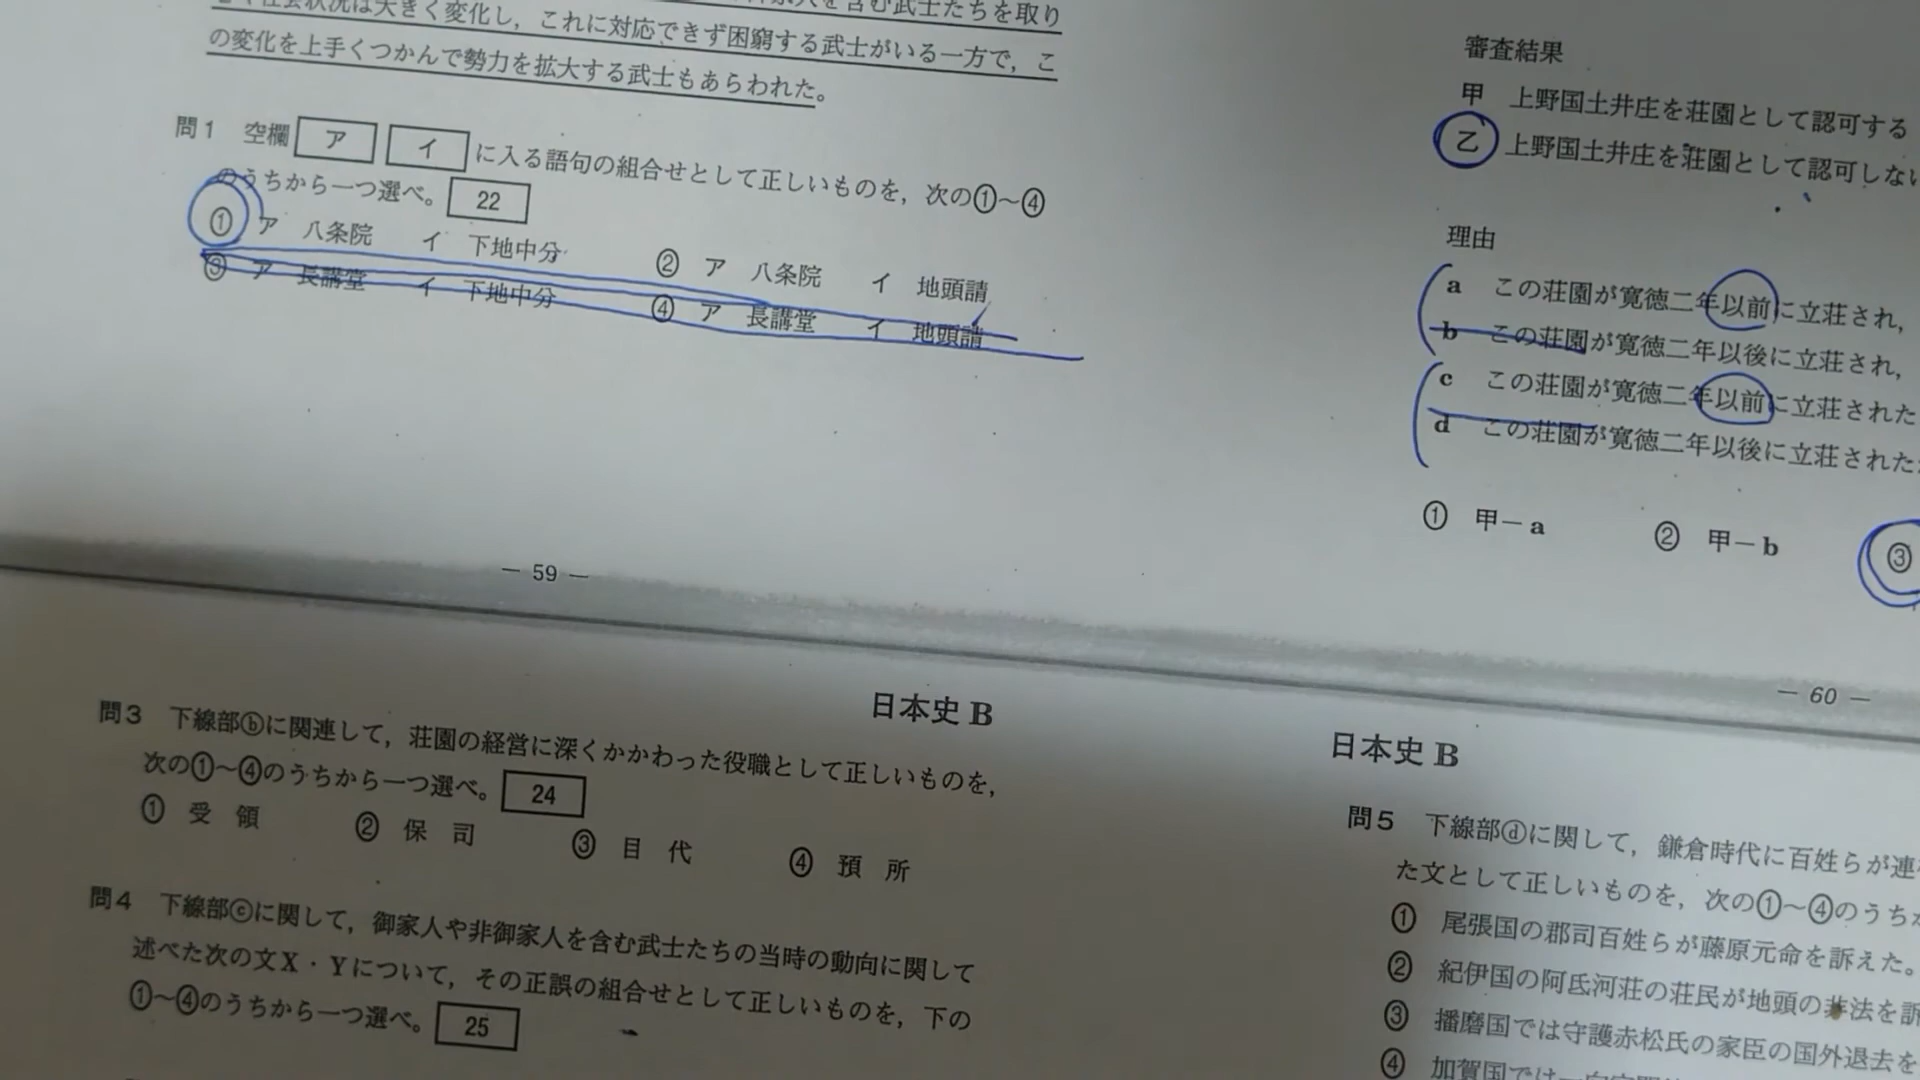 を含む武士たちを取り
社会状況は大きく変化し，これに対応できず困窮する武士がいる一方で，こ
の変化を上手くつかんで勢力を拡大する武士もあらわれた。
問1 空欄 ア イ に入る語句の組合せとして正しいものを，次の①～④
のうちから一つ選べ。 22
① ア 八条院 イ 下地中分 ② ア 八条院 イ 地頭請
③ ア 長講堂 イ 下地中分 ④ ア 長講堂 イ 地頭請
― 59 ―
審査結果
甲 上野国土井庄を荘園として認可する
乙 上野国土井庄を荘園として認可しな
理由
a この荘園が寛徳二年以前に立荘され，
b この荘園が寛徳二年以後に立荘され，
c この荘園が寛徳二年以前に立荘された
d この荘園が寛徳二年以後に立荘された
① 甲－a ② 甲－b ③
― 60 ―
日本史B
問3 下線部ⓑに関連して，荘園の経営に深くかかわった役職として正しいものを，
次の①～④のうちから一つ選べ。 24
① 受領 ② 保司 ③ 目代 ④ 預所
問4 下線部ⓒに関して，御家人や非御家人を含む武士たちの当時の動向に関して
述べた次の文X・Yについて，その正誤の組合せとして正しいものを，下の
①～④のうちから一つ選べ。 25
日本史B
問5 下線部ⓓに関して，鎌倉時代に百姓らが連
た文として正しいものを，次の①～④のうち
① 尾張国の郡司百姓らが藤原元命を訴えた。
② 紀伊国の阿氐河荘の荘民が地頭の非法を訴
③ 播磨国では守護赤松氏の家臣の国外退去を
④ 加賀国では一向